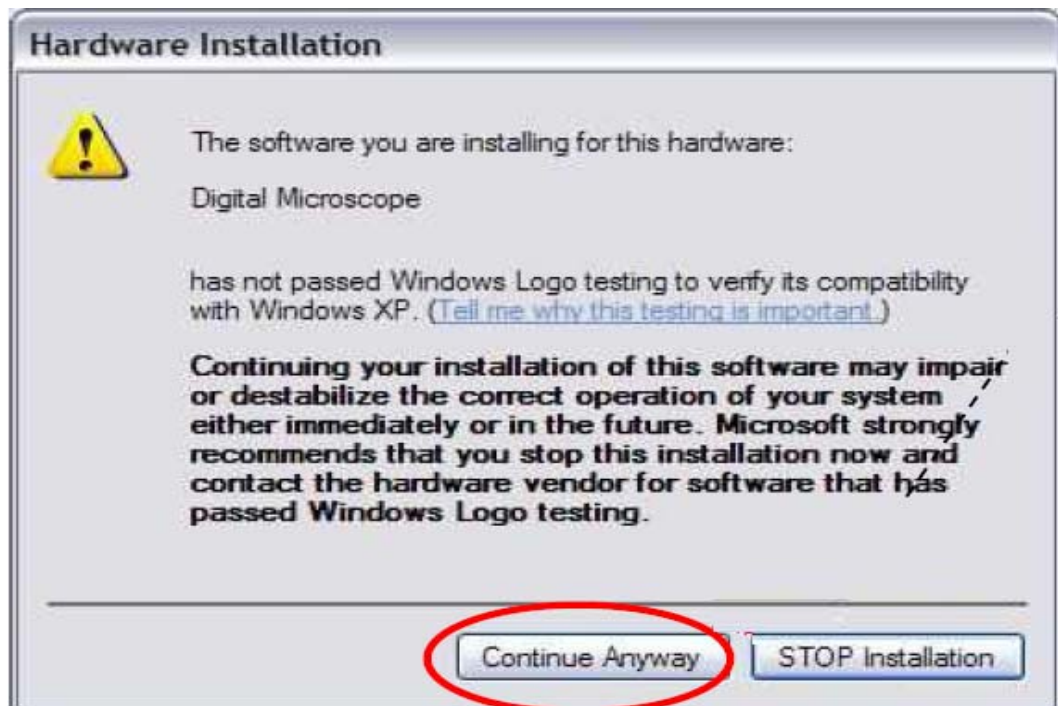 Hardware Installation
The software you are installing for this hardware:
Digital Microscope
has not passed Windows Logo testing to verify its compatibility
with Windows XP. (Tell me why this testing is important.)
Continuing your installation of this software may impair
or destabilize the correct operation of your system
either immediately or in the future. Microsoft strongly
recommends that you stop this installation now and
contact the hardware vendor for software that has
passed Windows Logo testing.
Continue Anyway
STOP Installation